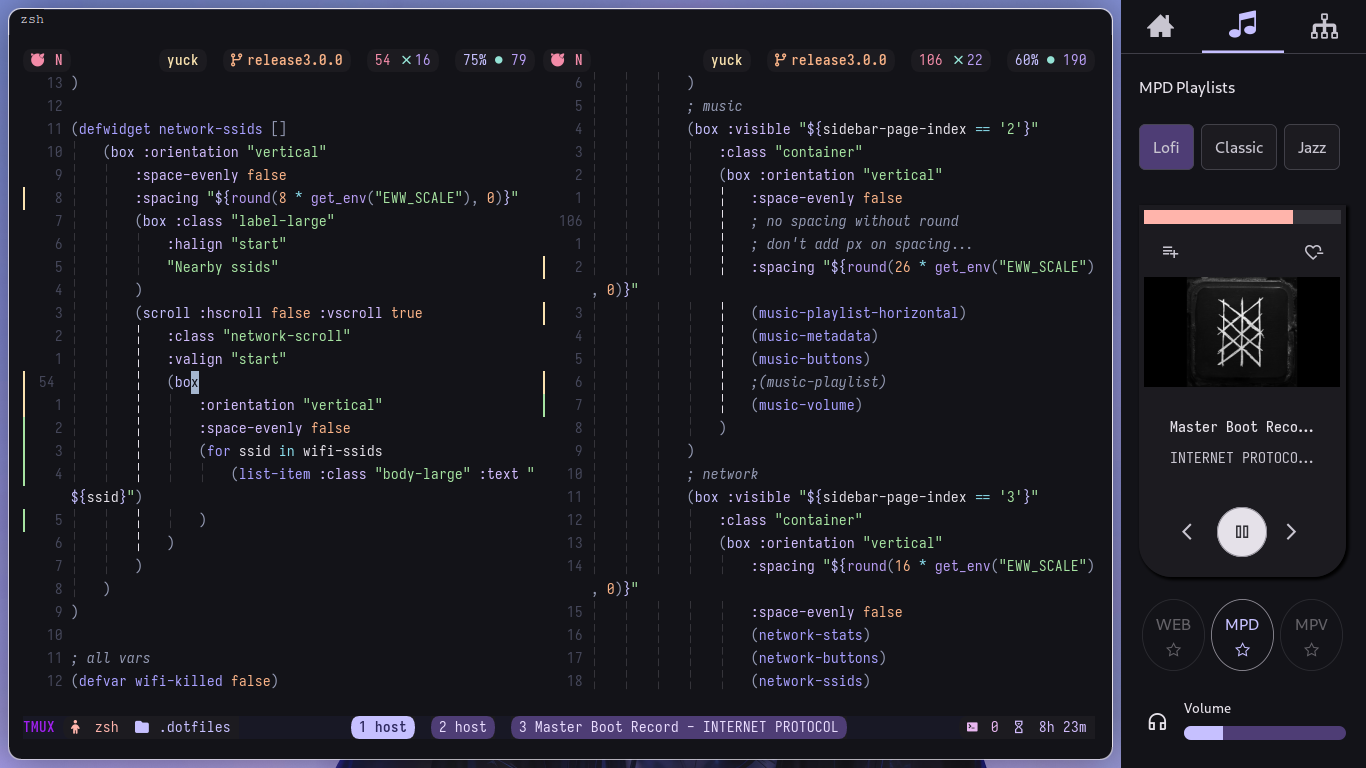 zsh
N yuck release3.0.0 54 ×16 75% ● 79
13 )
12
11 (defwidget network-ssids []
10 (box :orientation "vertical"
9 :space-evenly false
8 :spacing "${round(8 * get_env("EWW_SCALE"), 0)}"
7 (box :class "label-large"
6 :halign "start"
5 "Nearby ssids"
4 )
3 (scroll :hscroll false :vscroll true
2 :class "network-scroll"
1 :valign "start"
54 (box
1 :orientation "vertical"
2 :space-evenly false
3 (for ssid in wifi-ssids
4 (list-item :class "body-large" :text "
${ssid}")
5 )
6 )
7 )
8 )
9 )
10
11 ; all vars
12 (defvar wifi-killed false)
N yuck release3.0.0 106 ×22 60% ● 190
6 )
5 ; music
4 (box :visible "${sidebar-page-index == '2'}"
3 :class "container"
2 (box :orientation "vertical"
1 :space-evenly false
106 ; no spacing without round
1 ; don't add px on spacing...
2 :spacing "${round(26 * get_env("EWW_SCALE")
, 0)}"
3 (music-playlist-horizontal)
4 (music-metadata)
5 (music-buttons)
6 ;(music-playlist)
7 (music-volume)
8 )
9 )
10 ; network
11 (box :visible "${sidebar-page-index == '3'}"
12 :class "container"
13 (box :orientation "vertical"
14 :spacing "${round(16 * get_env("EWW_SCALE")
, 0)}"
15 :space-evenly false
16 (network-stats)
17 (network-buttons)
18 (network-ssids)
TMUX zsh .dotfiles 1 host 2 host 3 Master Boot Record - INTERNET PROTOCOL 0 8h 23m
MPD Playlists
Lofi Classic Jazz
Master Boot Reco...
INTERNET PROTOCO...
WEB MPD MPV
Volume